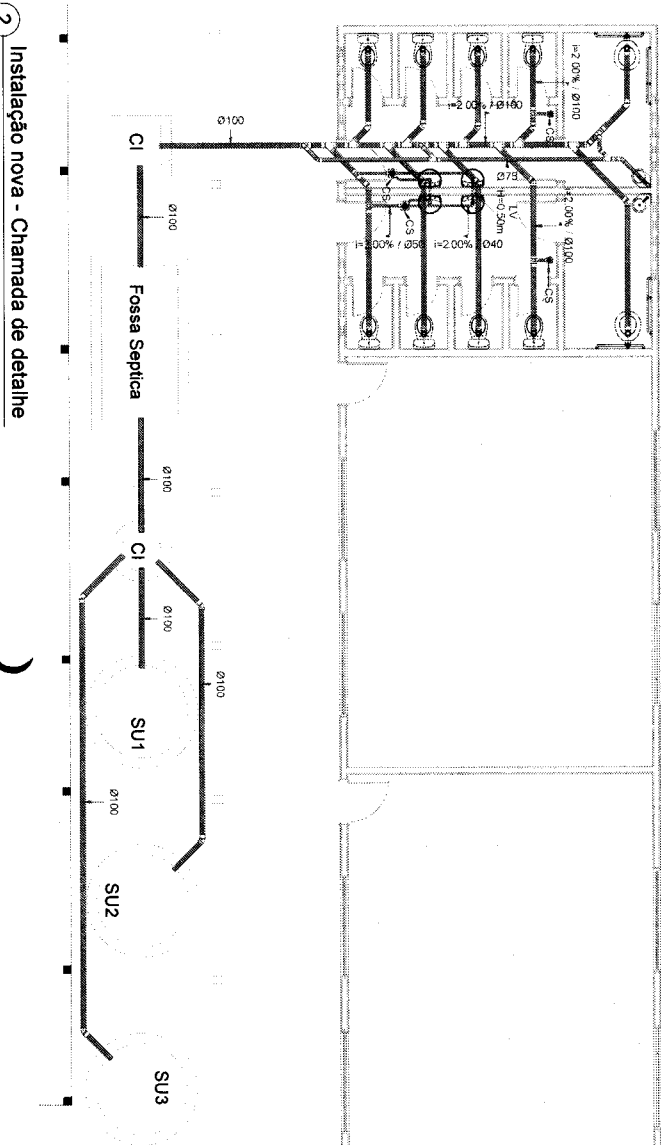 i=2.00% / Ø100
i=2.00% / Ø100
CS
Ø100
CI
Ø75
CS
LV
H=0.50m
i=2.00% / Ø100
CS
i=2.00% / Ø50
i=2.00%
Ø40
CS
Ø100
Fossa Septica
Ø100
CI
Ø100
Ø100
SU1
Ø100
SU2
SU3
2
Instalação nova - Chamada de detalhe